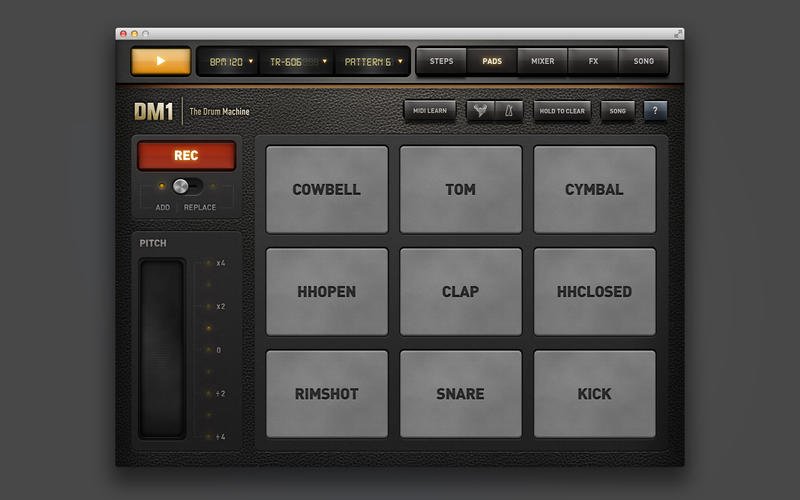 BPM 120 TR-606 PATTERN 6 STEPS PADS MIXER FX SONG
DM1 The Drum Machine MIDI LEARN HOLD TO CLEAR SONG ?
REC
ADD REPLACE
PITCH
x4
x2
0
÷2
÷4
COWBELL TOM CYMBAL
HHOPEN CLAP HHCLOSED
RIMSHOT SNARE KICK